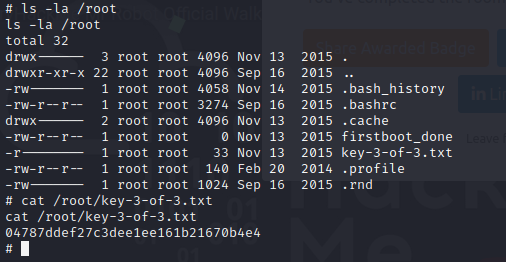 # ls -la /root
ls -la /root
total 32
drwx------  3 root root 4096 Nov 13  2015 .
drwxr-xr-x 22 root root 4096 Sep 16  2015 ..
-rw-------  1 root root 4058 Nov 14  2015 .bash_history
-rw-r--r--  1 root root 3274 Sep 16  2015 .bashrc
drwx------  2 root root 4096 Nov 13  2015 .cache
-rw-r--r--  1 root root    0 Nov 13  2015 firstboot_done
-r--------  1 root root   33 Nov 13  2015 key-3-of-3.txt
-rw-r--r--  1 root root  140 Feb 20  2014 .profile
-rw-------  1 root root 1024 Sep 16  2015 .rnd
# cat /root/key-3-of-3.txt
cat /root/key-3-of-3.txt
04787ddef27c3dee1ee161b21670b4e4
#
Official
Me